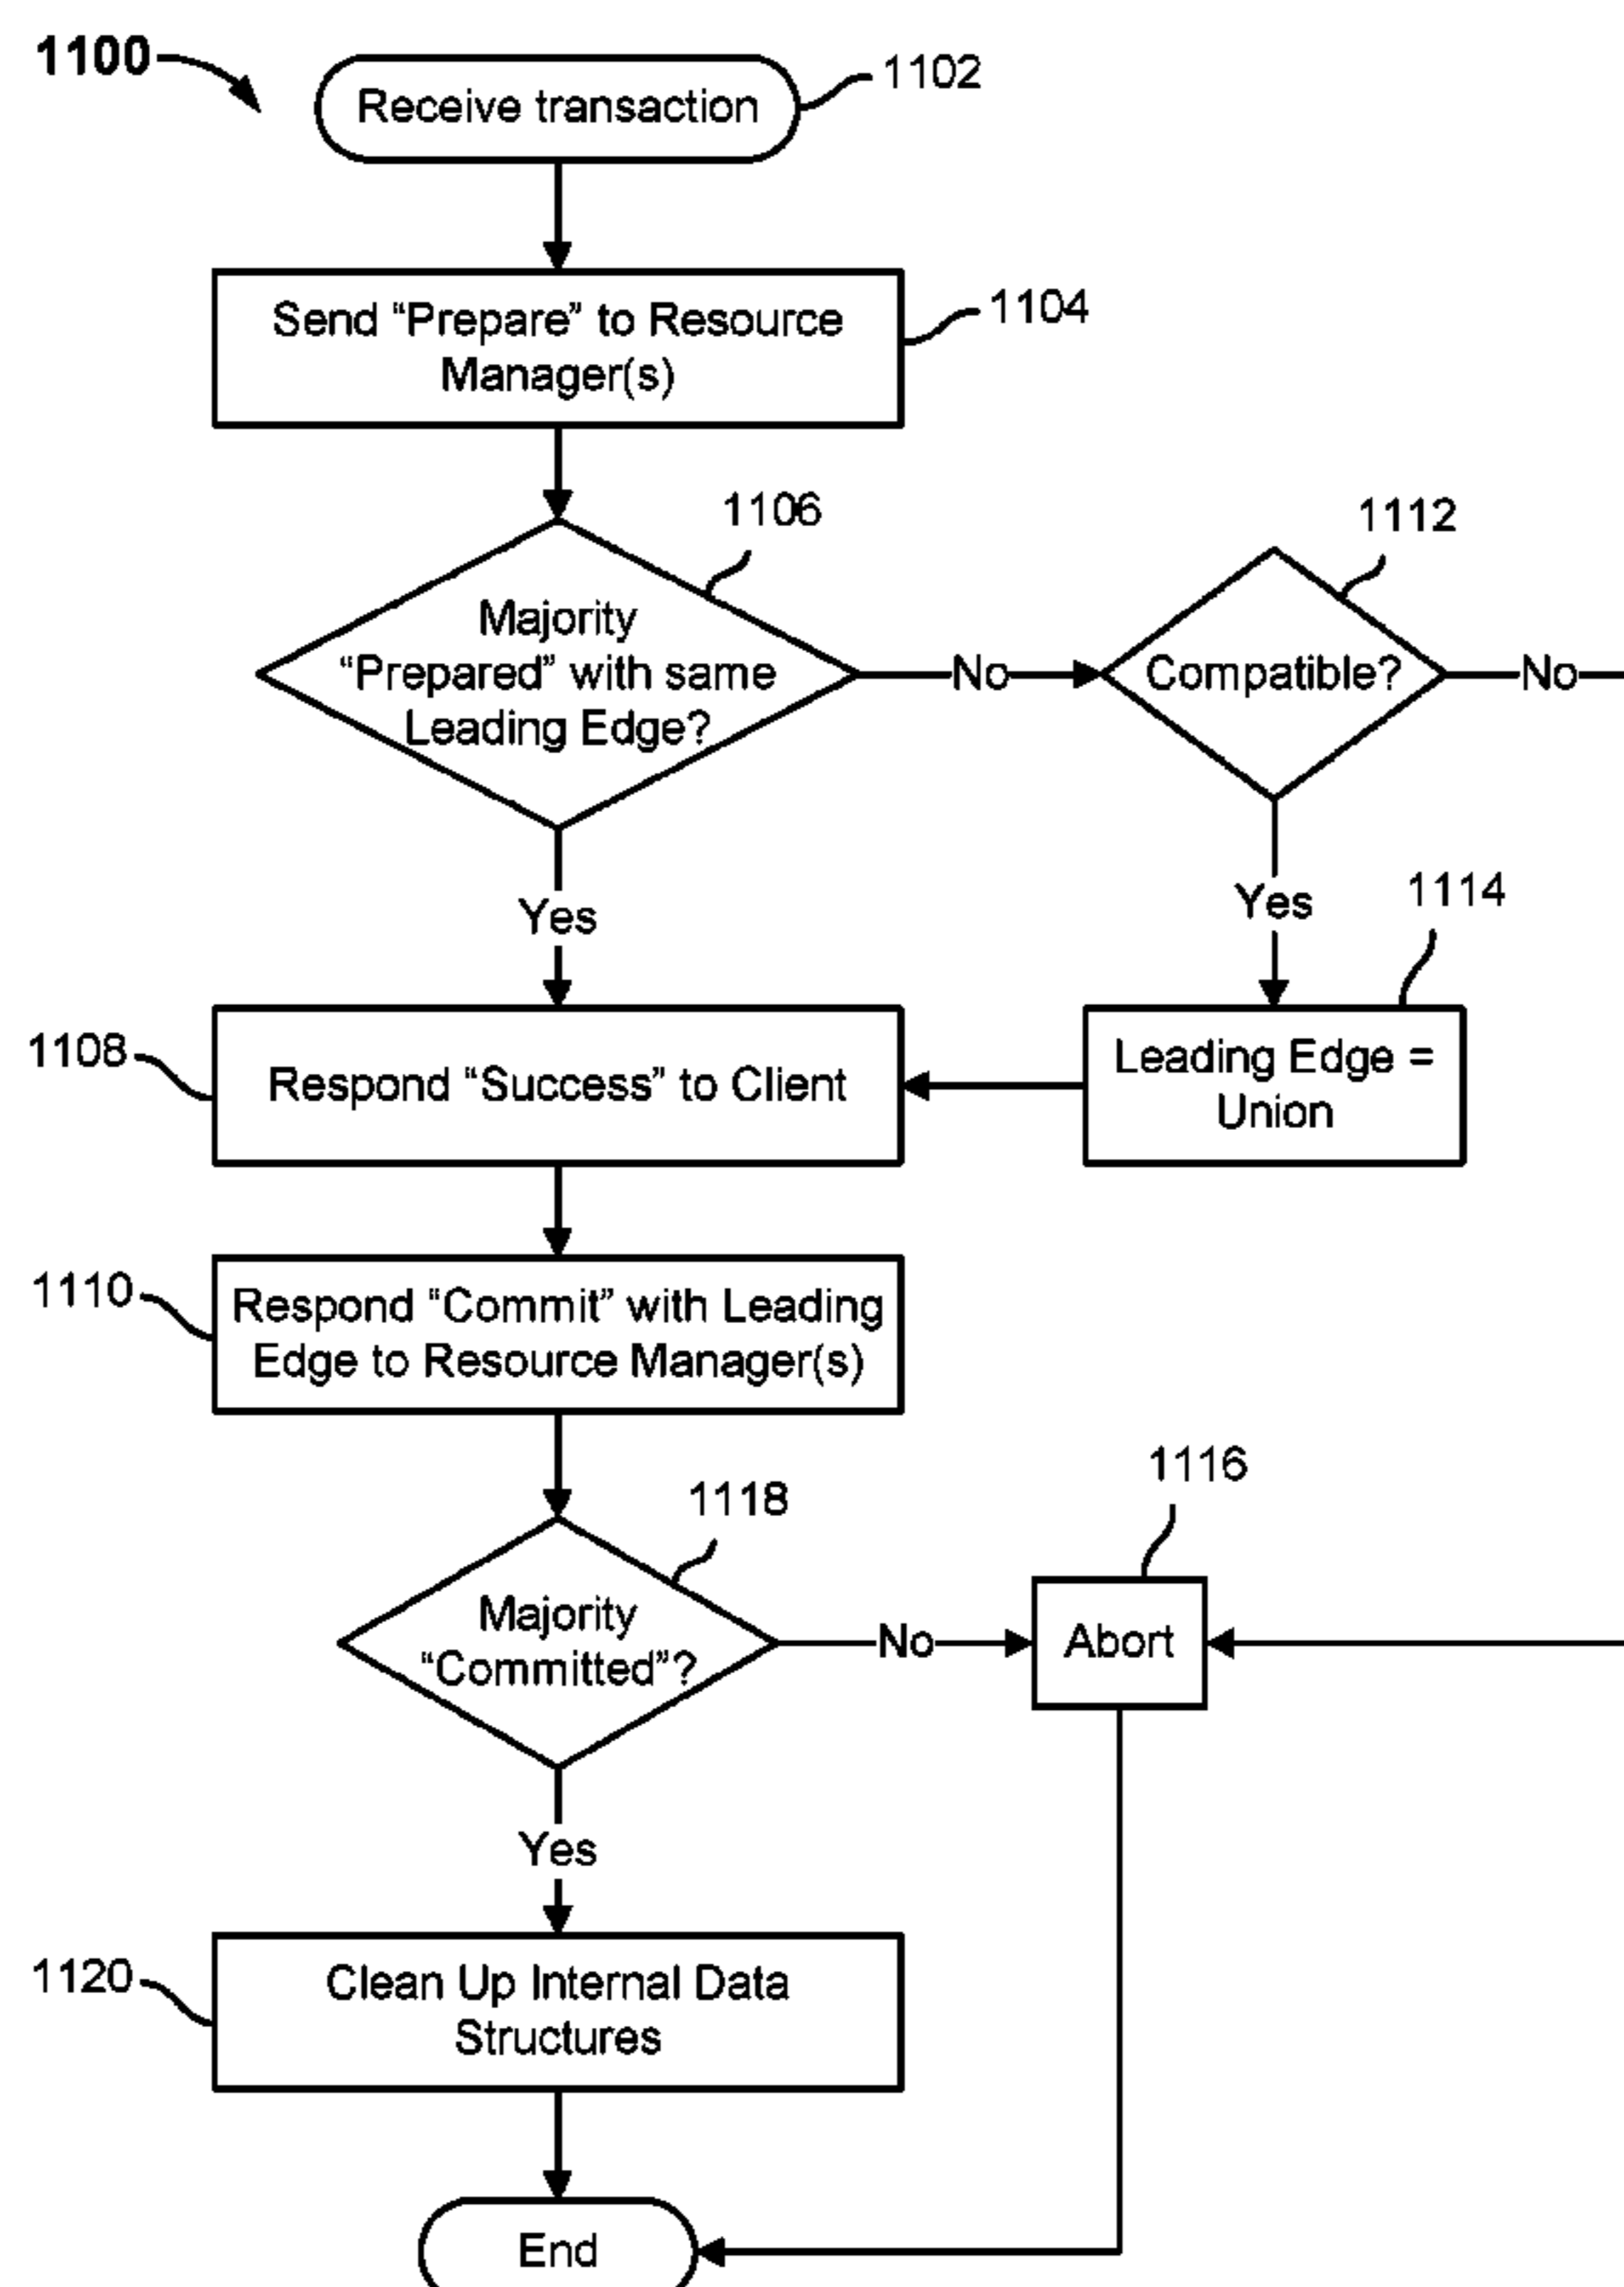 1100
Receive transaction
1102
Send “Prepare” to Resource
Manager(s)
1104
1106
Majority
“Prepared” with same
Leading Edge?
No
1112
Compatible?
No
Yes
Yes
1114
Leading Edge =
Union
1108
Respond “Success” to Client
1110
Respond “Commit” with Leading
Edge to Resource Manager(s)
1118
Majority
“Committed”?
No
1116
Abort
Yes
1120
Clean Up Internal Data
Structures
End